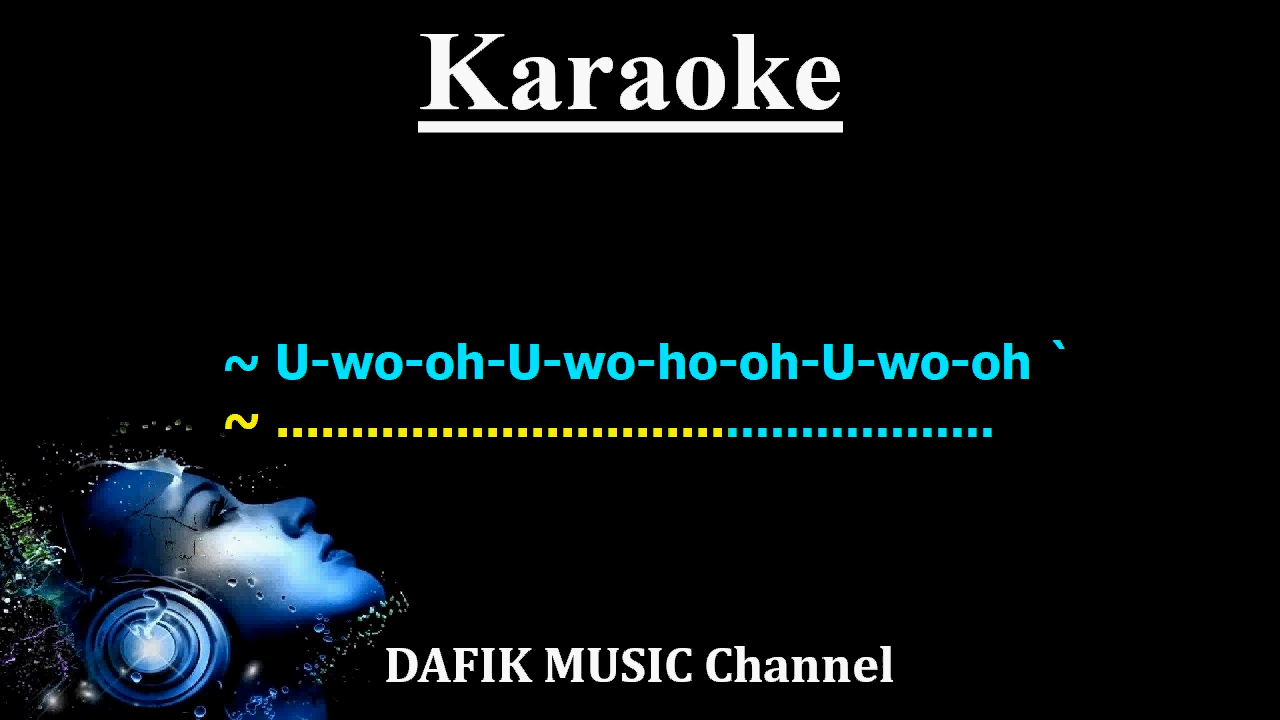 Karaoke
~ U-wo-oh-U-wo-ho-oh-U-wo-oh `
~ ................................................
DAFIK MUSIC Channel